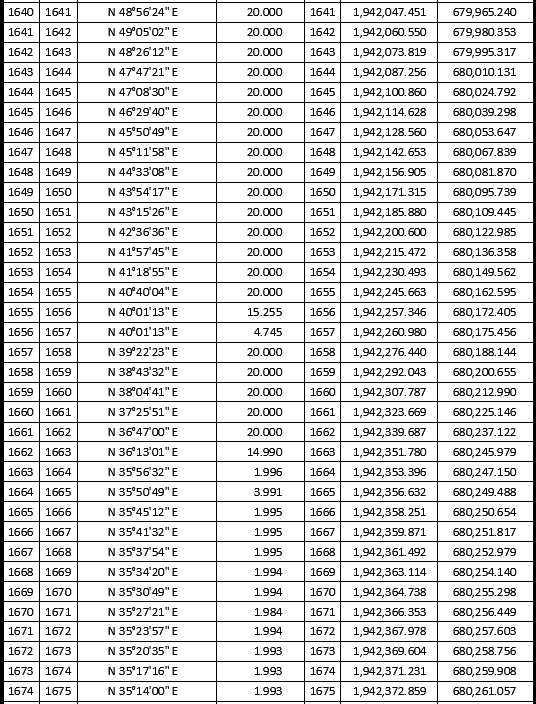 1640 1641 N 48°56'24" E 20.000 1641 1,942,047.451 679,965.240
1641 1642 N 49°05'02" E 20.000 1642 1,942,060.550 679,980.353
1642 1643 N 48°26'12" E 20.000 1643 1,942,073.819 679,995.317
1643 1644 N 47°47'21" E 20.000 1644 1,942,087.256 680,010.131
1644 1645 N 47°08'30" E 20.000 1645 1,942,100.860 680,024.792
1645 1646 N 46°29'40" E 20.000 1646 1,942,114.628 680,039.298
1646 1647 N 45°50'49" E 20.000 1647 1,942,128.560 680,053.647
1647 1648 N 45°11'58" E 20.000 1648 1,942,142.653 680,067.839
1648 1649 N 44°33'08" E 20.000 1649 1,942,156.905 680,081.870
1649 1650 N 43°54'17" E 20.000 1650 1,942,171.315 680,095.739
1650 1651 N 43°15'26" E 20.000 1651 1,942,185.880 680,109.445
1651 1652 N 42°36'36" E 20.000 1652 1,942,200.600 680,122.985
1652 1653 N 41°57'45" E 20.000 1653 1,942,215.472 680,136.358
1653 1654 N 41°18'55" E 20.000 1654 1,942,230.493 680,149.562
1654 1655 N 40°40'04" E 20.000 1655 1,942,245.663 680,162.595
1655 1656 N 40°01'13" E 15.255 1656 1,942,257.346 680,172.405
1656 1657 N 40°01'13" E 4.745 1657 1,942,260.980 680,175.456
1657 1658 N 39°22'23" E 20.000 1658 1,942,276.440 680,188.144
1658 1659 N 38°43'32" E 20.000 1659 1,942,292.043 680,200.655
1659 1660 N 38°04'41" E 20.000 1660 1,942,307.787 680,212.990
1660 1661 N 37°25'51" E 20.000 1661 1,942,323.669 680,225.146
1661 1662 N 36°47'00" E 20.000 1662 1,942,339.687 680,237.122
1662 1663 N 36°13'01" E 14.990 1663 1,942,351.780 680,245.979
1663 1664 N 35°56'32" E 1.996 1664 1,942,353.396 680,247.150
1664 1665 N 35°50'49" E 3.991 1665 1,942,356.632 680,249.488
1665 1666 N 35°45'12" E 1.995 1666 1,942,358.251 680,250.654
1666 1667 N 35°41'32" E 1.995 1667 1,942,359.871 680,251.817
1667 1668 N 35°37'54" E 1.995 1668 1,942,361.492 680,252.979
1668 1669 N 35°34'20" E 1.994 1669 1,942,363.114 680,254.140
1669 1670 N 35°30'49" E 1.994 1670 1,942,364.738 680,255.298
1670 1671 N 35°27'21" E 1.984 1671 1,942,366.353 680,256.449
1671 1672 N 35°23'57" E 1.994 1672 1,942,367.978 680,257.603
1672 1673 N 35°20'35" E 1.993 1673 1,942,369.604 680,258.756
1673 1674 N 35°17'16" E 1.993 1674 1,942,371.231 680,259.908
1674 1675 N 35°14'00" E 1.993 1675 1,942,372.859 680,261.057